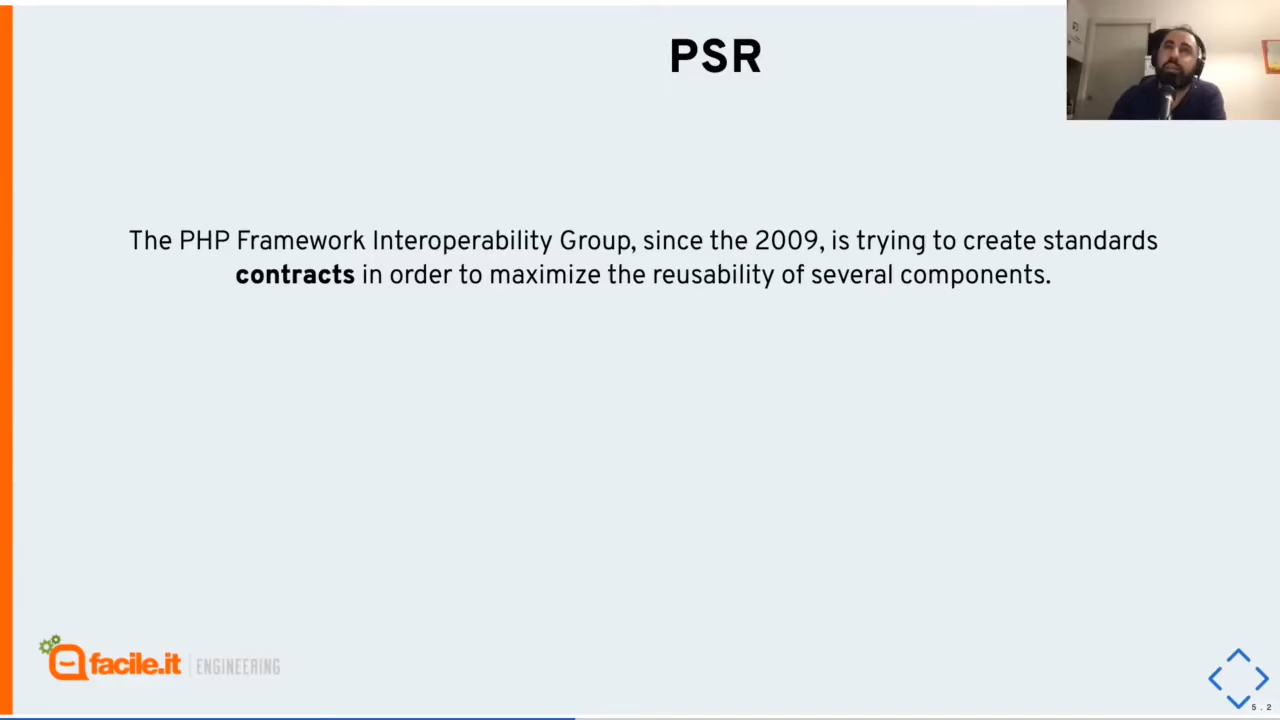 PSR
The PHP Framework Interoperability Group, since the 2009, is trying to create standards
contracts in order to maximize the reusability of several components.
facile.it | ENGINEERING
5.2